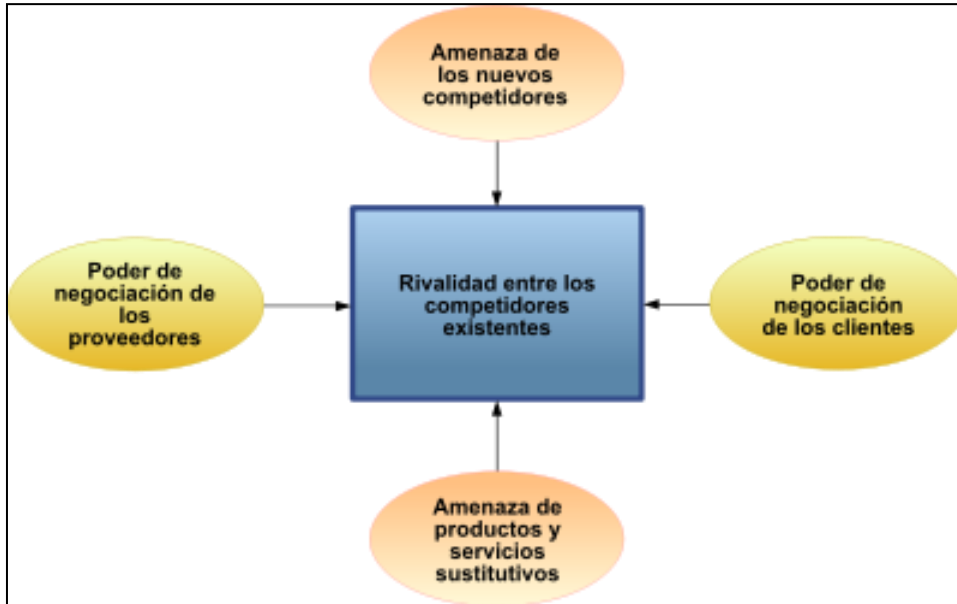 Amenaza de
los nuevos
competidores
Poder de
negociación de
los
proveedores
Rivalidad entre los
competidores
existentes
Poder de
negociación
de los clientes
Amenaza de
productos y
servicios
sustitutivos